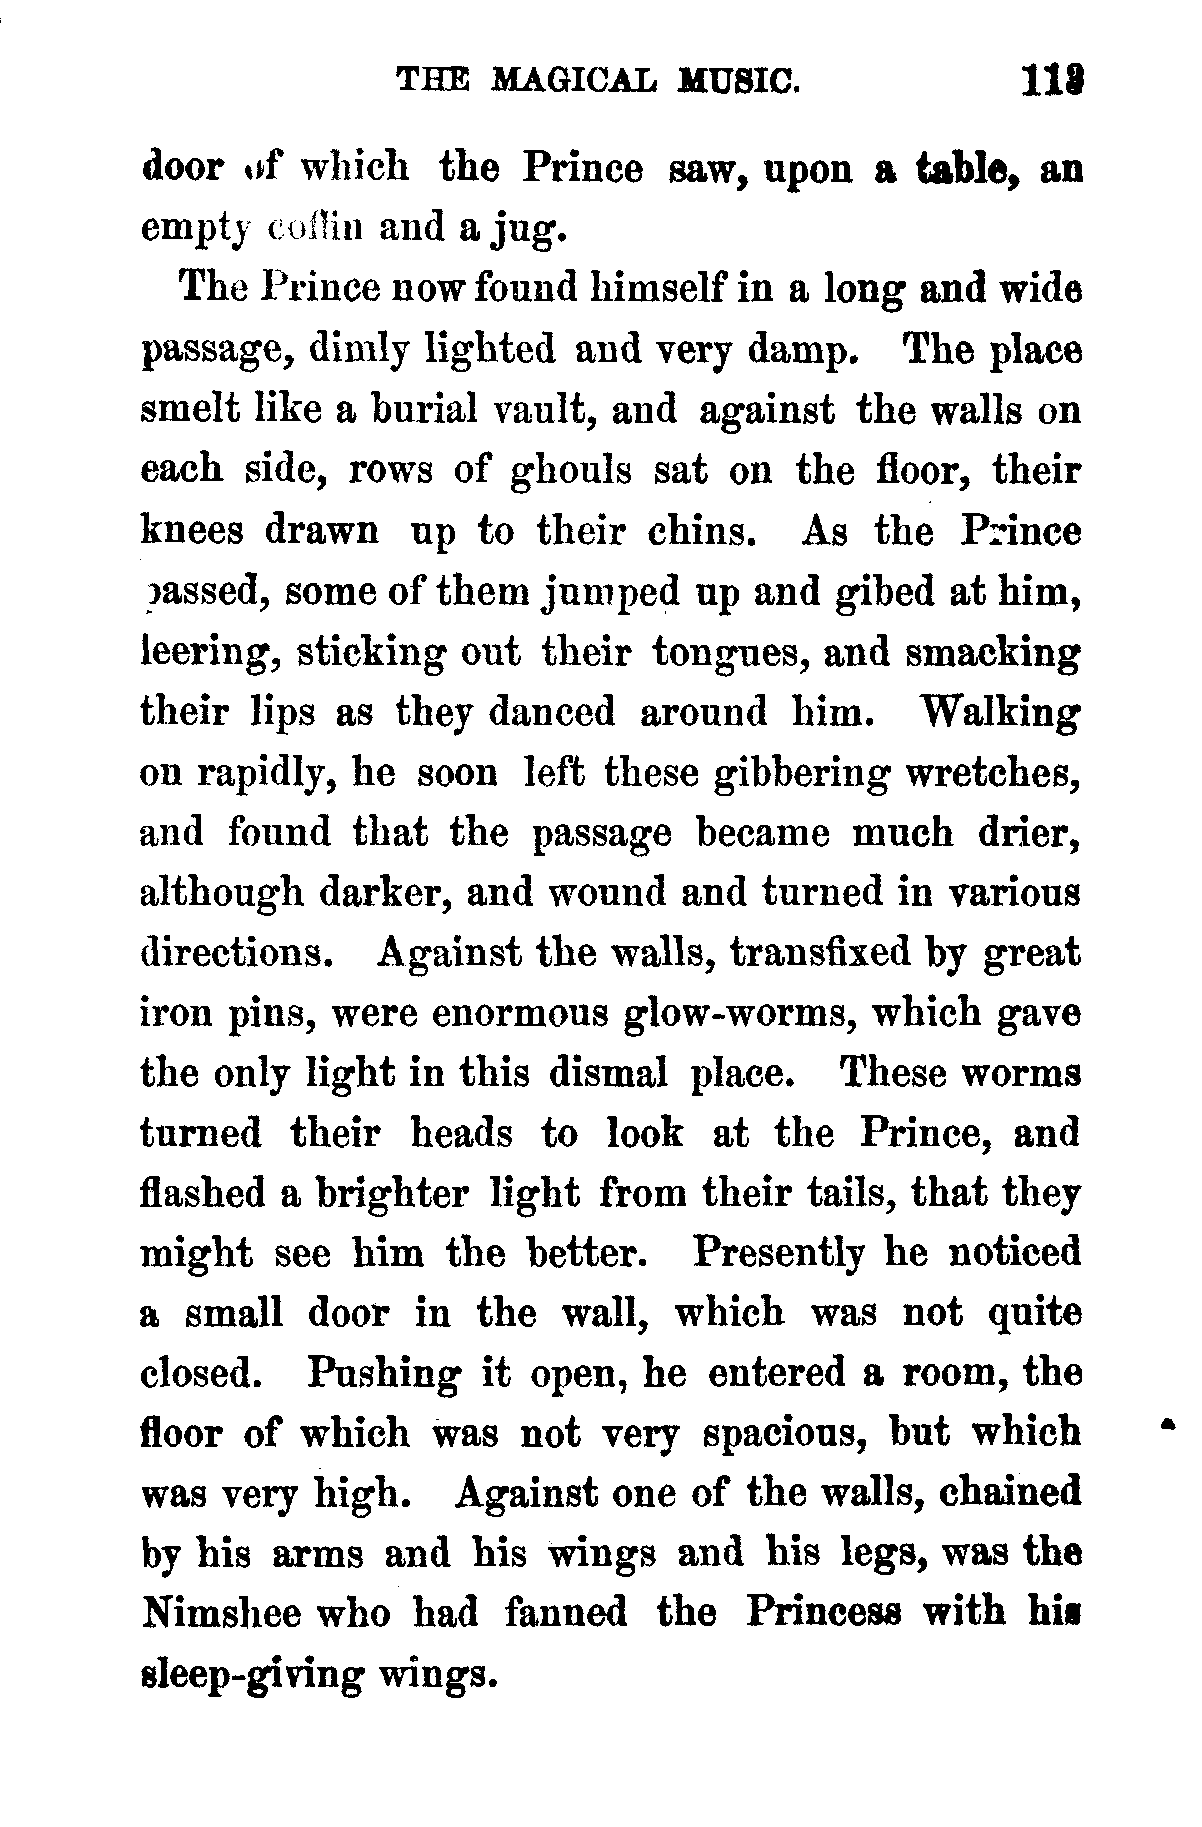 THE MAGICAL MUSIC. 113
door of which the Prince saw, upon a table, an
empty coffin and a jug.
The Prince now found himself in a long and wide
passage, dimly lighted and very damp. The place
smelt like a burial vault, and against the walls on
each side, rows of ghouls sat on the floor, their
knees drawn up to their chins. As the Prince
passed, some of them jumped up and gibed at him,
leering, sticking out their tongues, and smacking
their lips as they danced around him. Walking
on rapidly, he soon left these gibbering wretches,
and found that the passage became much drier,
although darker, and wound and turned in various
directions. Against the walls, transfixed by great
iron pins, were enormous glow-worms, which gave
the only light in this dismal place. These worms
turned their heads to look at the Prince, and
flashed a brighter light from their tails, that they
might see him the better. Presently he noticed
a small door in the wall, which was not quite
closed. Pushing it open, he entered a room, the
floor of which was not very spacious, but which
was very high. Against one of the walls, chained
by his arms and his wings and his legs, was the
Nimshee who had fanned the Princess with his
sleep-giving wings.